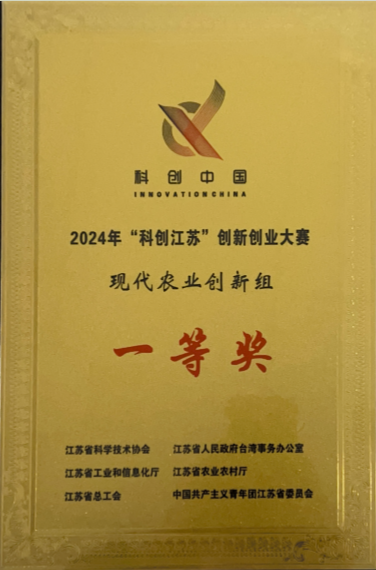 科创中国
INNOVATION CHINA
2024年“科创江苏”创新创业大赛
现代农业创新组
一等奖
江苏省科学技术协会 江苏省人民政府台湾事务办公室
江苏省工业和信息化厅 江苏省农业农村厅
江苏省总工会 中国共产主义青年团江苏省委员会